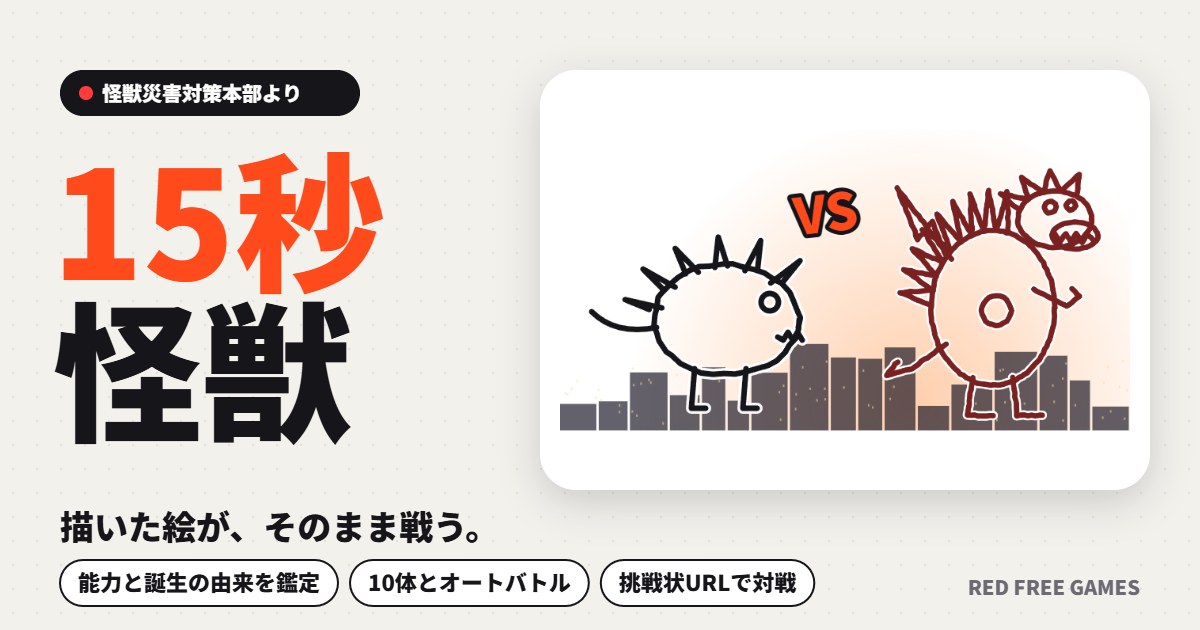 怪獣災害対策本部より
15秒
怪獣
VS
描いた絵が、そのまま戦う。
能力と誕生の由来を鑑定
10体とオートバトル
挑戦状URLで対戦
RED FREE GAMES